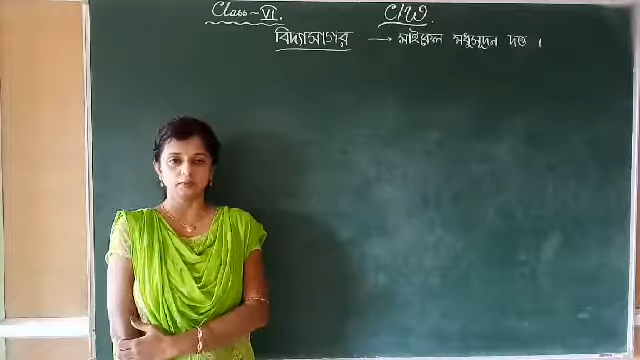 Class - VI. C/W.
বিদ্যাসাগর → মাইকেল মধুসূদন দত্ত ।